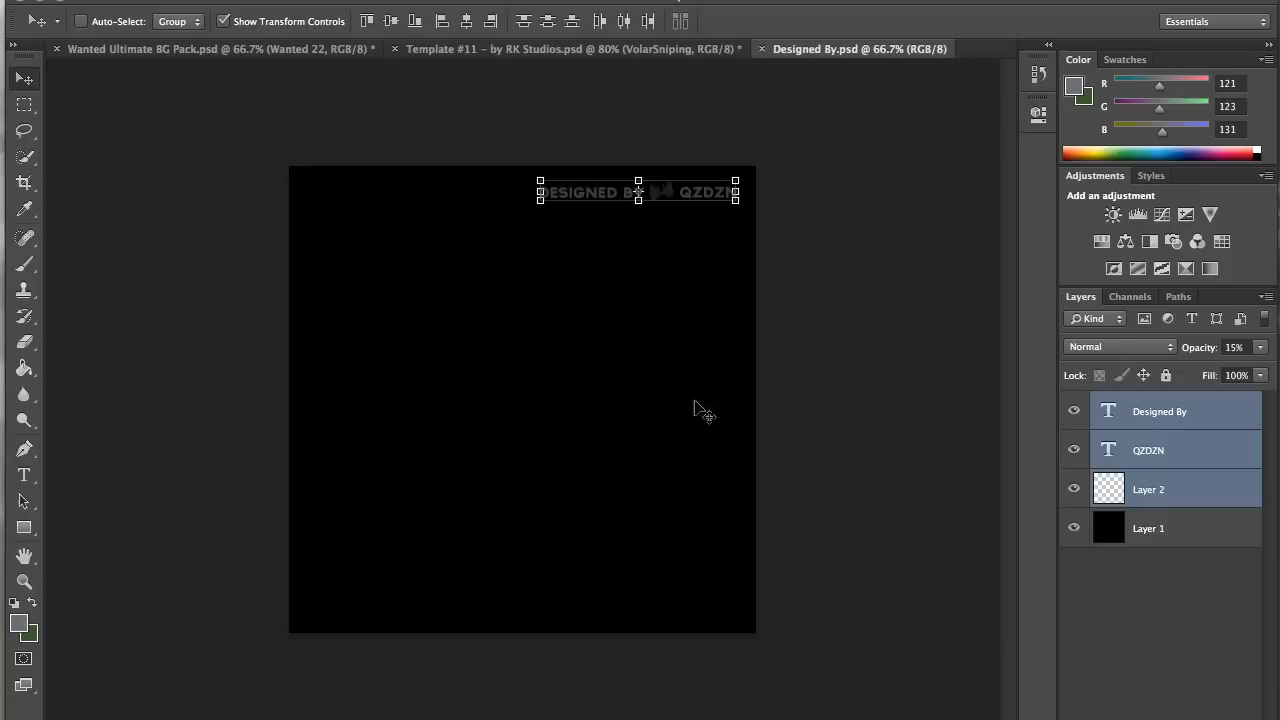 Auto-Select: Group Show Transform Controls Essentials
Wanted Ultimate BG Pack.psd @ 66.7% (Wanted 22, RGB/8) * Template #11 - by RK Studios.psd @ 80% (VolarSniping, RGB/8) * Designed By.psd @ 66.7% (RGB/8)
Color Swatches
R 121
G 123
B 131
DESIGNED BY QZDZN
Adjustments Styles
Add an adjustment
Layers Channels Paths
Kind
Normal Opacity: 15%
Lock: Fill: 100%
T Designed By
T QZDZN
Layer 2
Layer 1